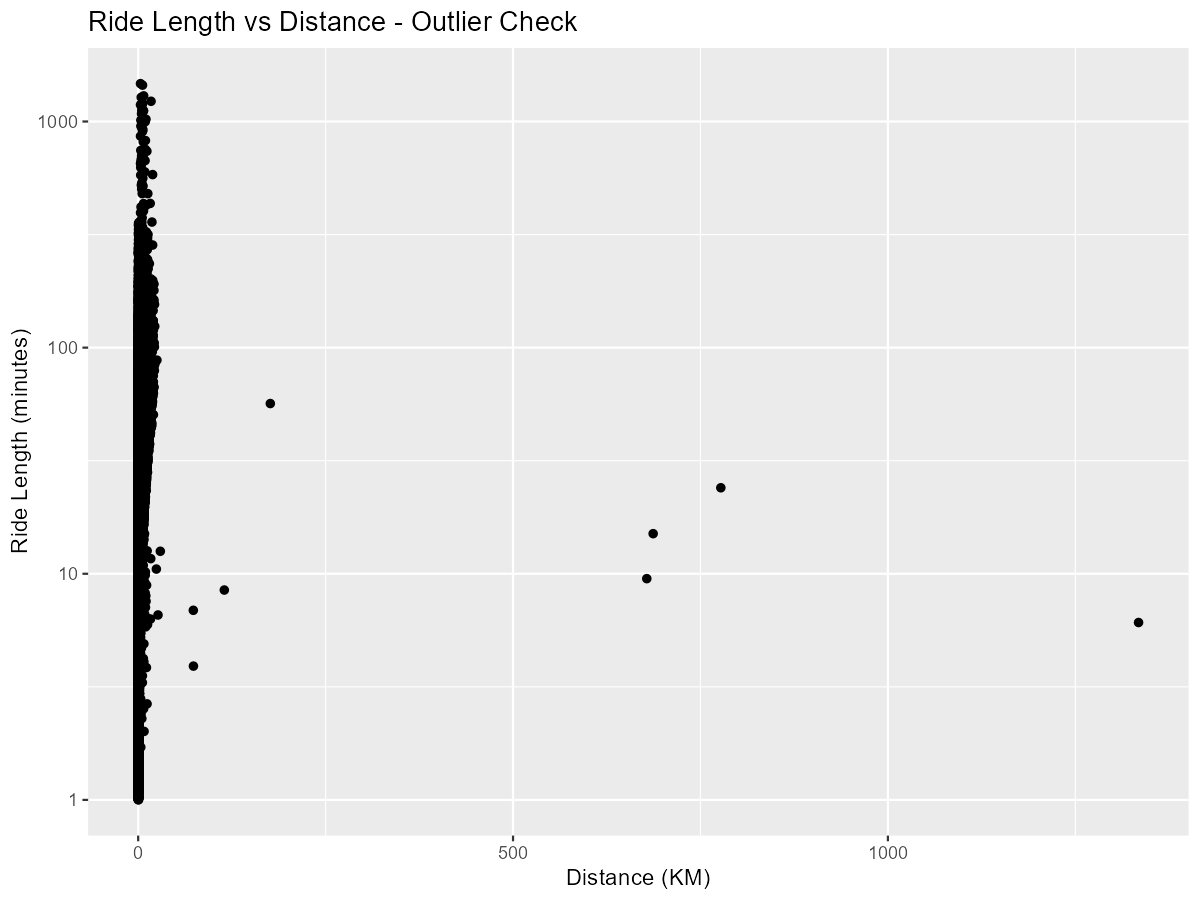 Ride Length vs Distance - Outlier Check
Ride Length (minutes)
1000
100
10
1
0 500 1000
Distance (KM)